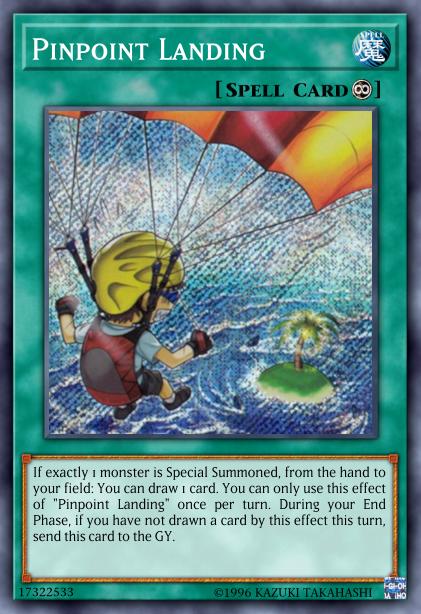 Pinpoint Landing
SPELL
魔
[Spell Card]
If exactly 1 monster is Special Summoned, from the hand to
your field: You can draw 1 card. You can only use this effect
of "Pinpoint Landing" once per turn. During your End
Phase, if you have not drawn a card by this effect this turn,
send this card to the GY.
17322533
©1996 KAZUKI TAKAHASHI